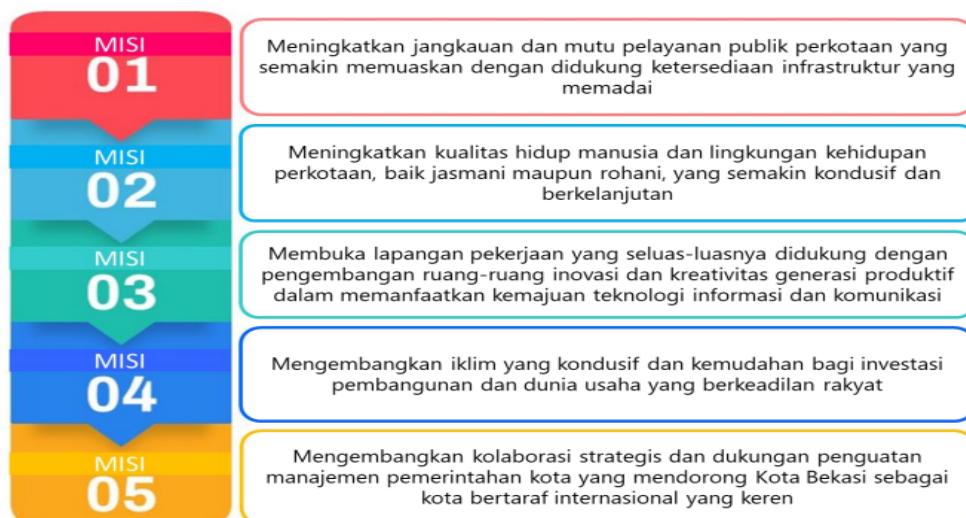 MISI
01
Meningkatkan jangkauan dan mutu pelayanan publik perkotaan yang
semakin memuaskan dengan didukung ketersediaan infrastruktur yang
memadai
MISI
02
Meningkatkan kualitas hidup manusia dan lingkungan kehidupan
perkotaan, baik jasmani maupun rohani, yang semakin kondusif dan
berkelanjutan
MISI
03
Membuka lapangan pekerjaan yang seluas-luasnya didukung dengan
pengembangan ruang-ruang inovasi dan kreativitas generasi produktif
dalam memanfaatkan kemajuan teknologi informasi dan komunikasi
MISI
04
Mengembangkan iklim yang kondusif dan kemudahan bagi investasi
pembangunan dan dunia usaha yang berkeadilan rakyat
MISI
05
Mengembangkan kolaborasi strategis dan dukungan penguatan
manajemen pemerintahan kota yang mendorong Kota Bekasi sebagai
kota bertaraf internasional yang keren